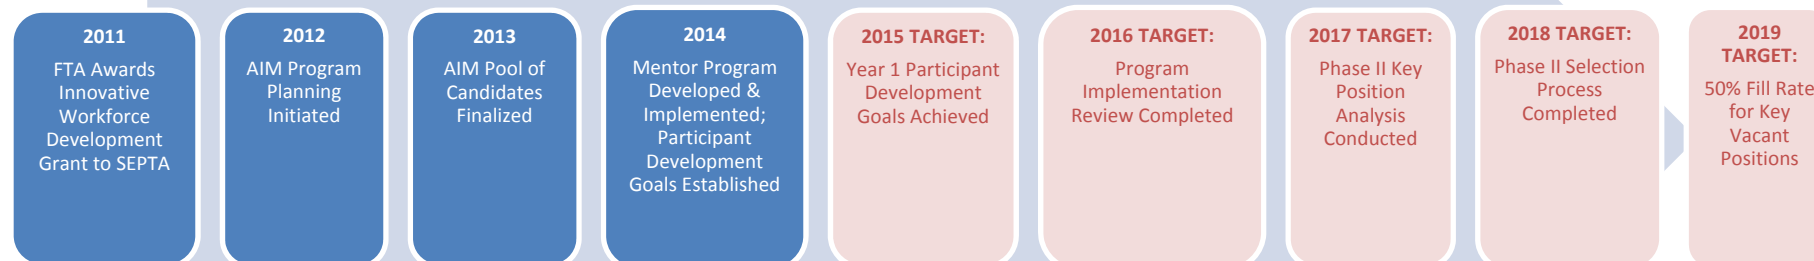 2011
FTA Awards
Innovative
Workforce
Development
Grant to SEPTA
2012
AIM Program
Planning
Initiated
2013
AIM Pool of
Candidates
Finalized
2014
Mentor Program
Developed &
Implemented;
Participant
Development
Goals Established
2015 TARGET:
Year 1 Participant
Development
Goals Achieved
2016 TARGET:
Program
Implementation
Review Completed
2017 TARGET:
Phase II Key
Position
Analysis
Conducted
2018 TARGET:
Phase II Selection
Process
Completed
2019
TARGET:
50% Fill Rate
for Key
Vacant
Positions